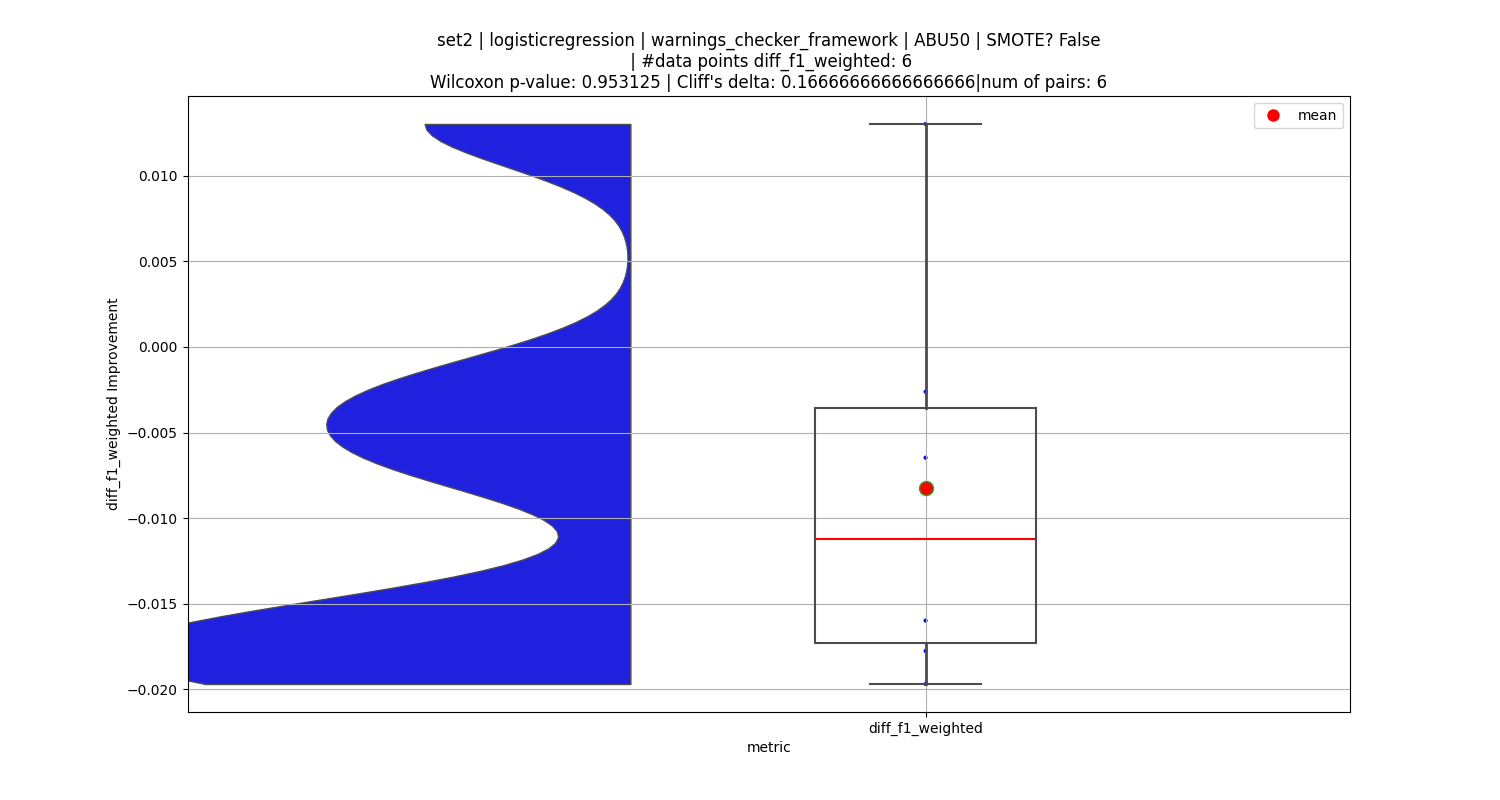 set2 | logisticregression | warnings_checker_framework | ABU50 | SMOTE? False
| #data points diff_f1_weighted: 6
Wilcoxon p-value: 0.953125 | Cliff's delta: 0.16666666666666666|num of pairs: 6
mean
0.010
0.005
0.000
−0.005
−0.010
−0.015
−0.020
diff_f1_weighted Improvement
diff_f1_weighted
metric